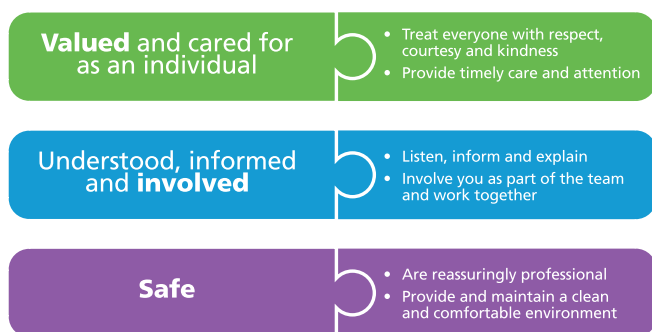 Valued and cared for
as an individual
• Treat everyone with respect,
courtesy and kindness
• Provide timely care and attention
Understood, informed
and involved
• Listen, inform and explain
• Involve you as part of the team
and work together
Safe
• Are reassuringly professional
• Provide and maintain a clean
and comfortable environment